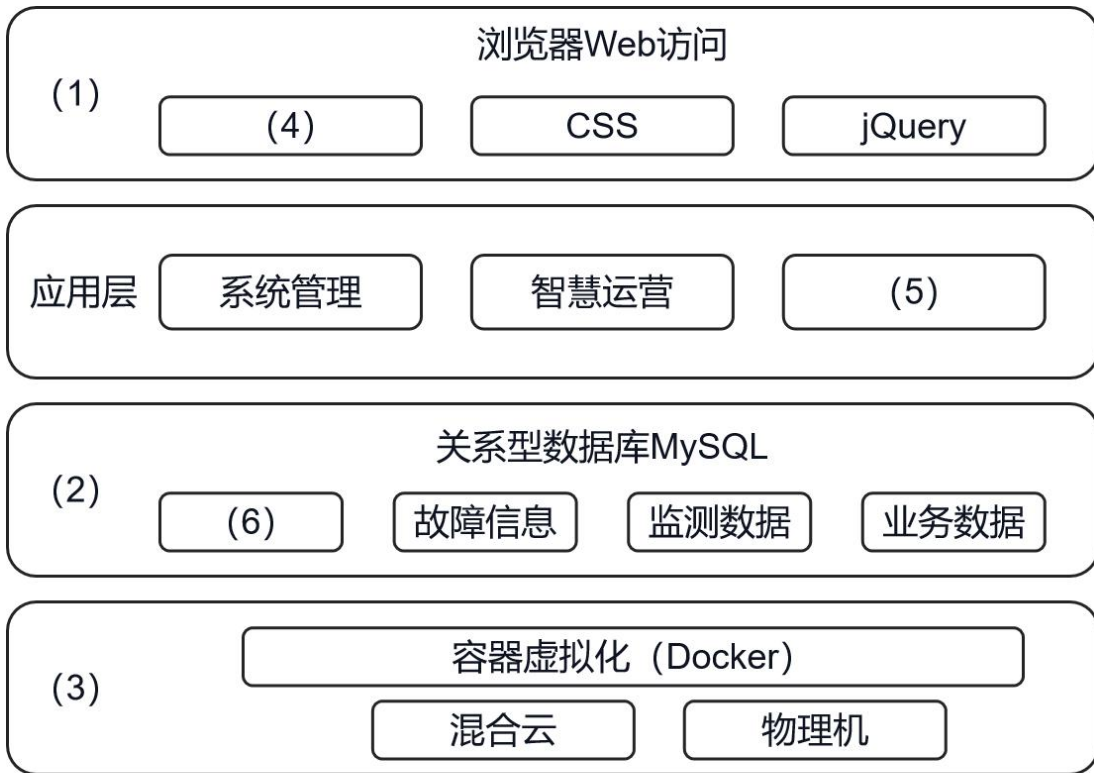 浏览器Web访问
(1)
(4) CSS jQuery
应用层 系统管理 智慧运营 (5)
关系型数据库MySQL
(2)
(6) 故障信息 监测数据 业务数据
容器虚拟化（Docker）
(3)
混合云 物理机